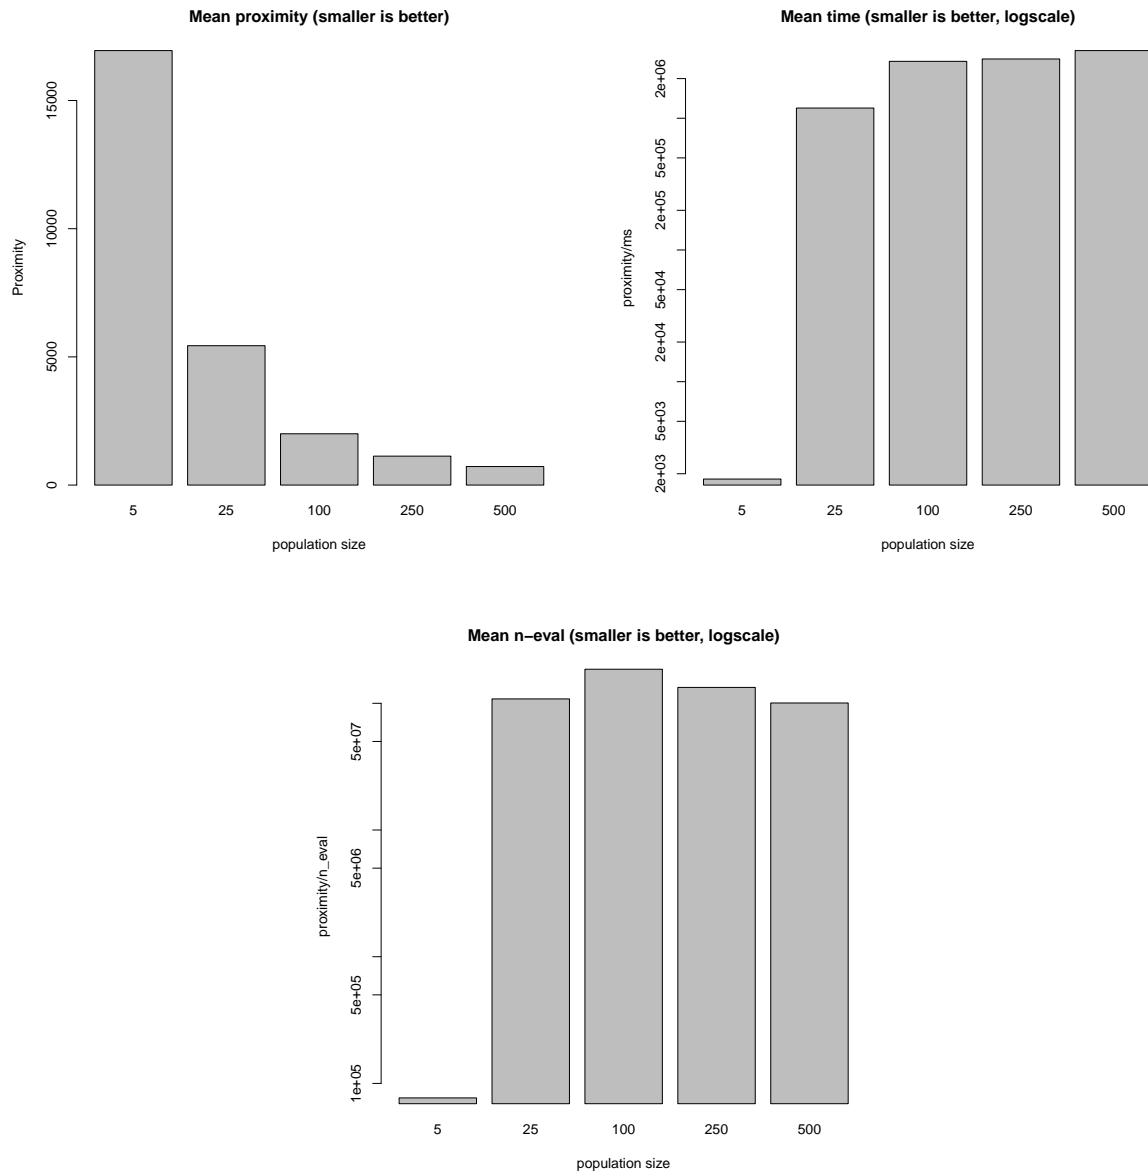 Mean proximity (smaller is better)
Proximity
15000
10000
5000
0
5 25 100 250 500
population size
Mean time (smaller is better, logscale)
proximity/ms
2e+06
5e+05
2e+05
5e+04
2e+04
5e+03
2e+03
5 25 100 250 500
population size
Mean n−eval (smaller is better, logscale)
proximity/n_eval
5e+07
5e+06
5e+05
1e+05
5 25 100 250 500
population size